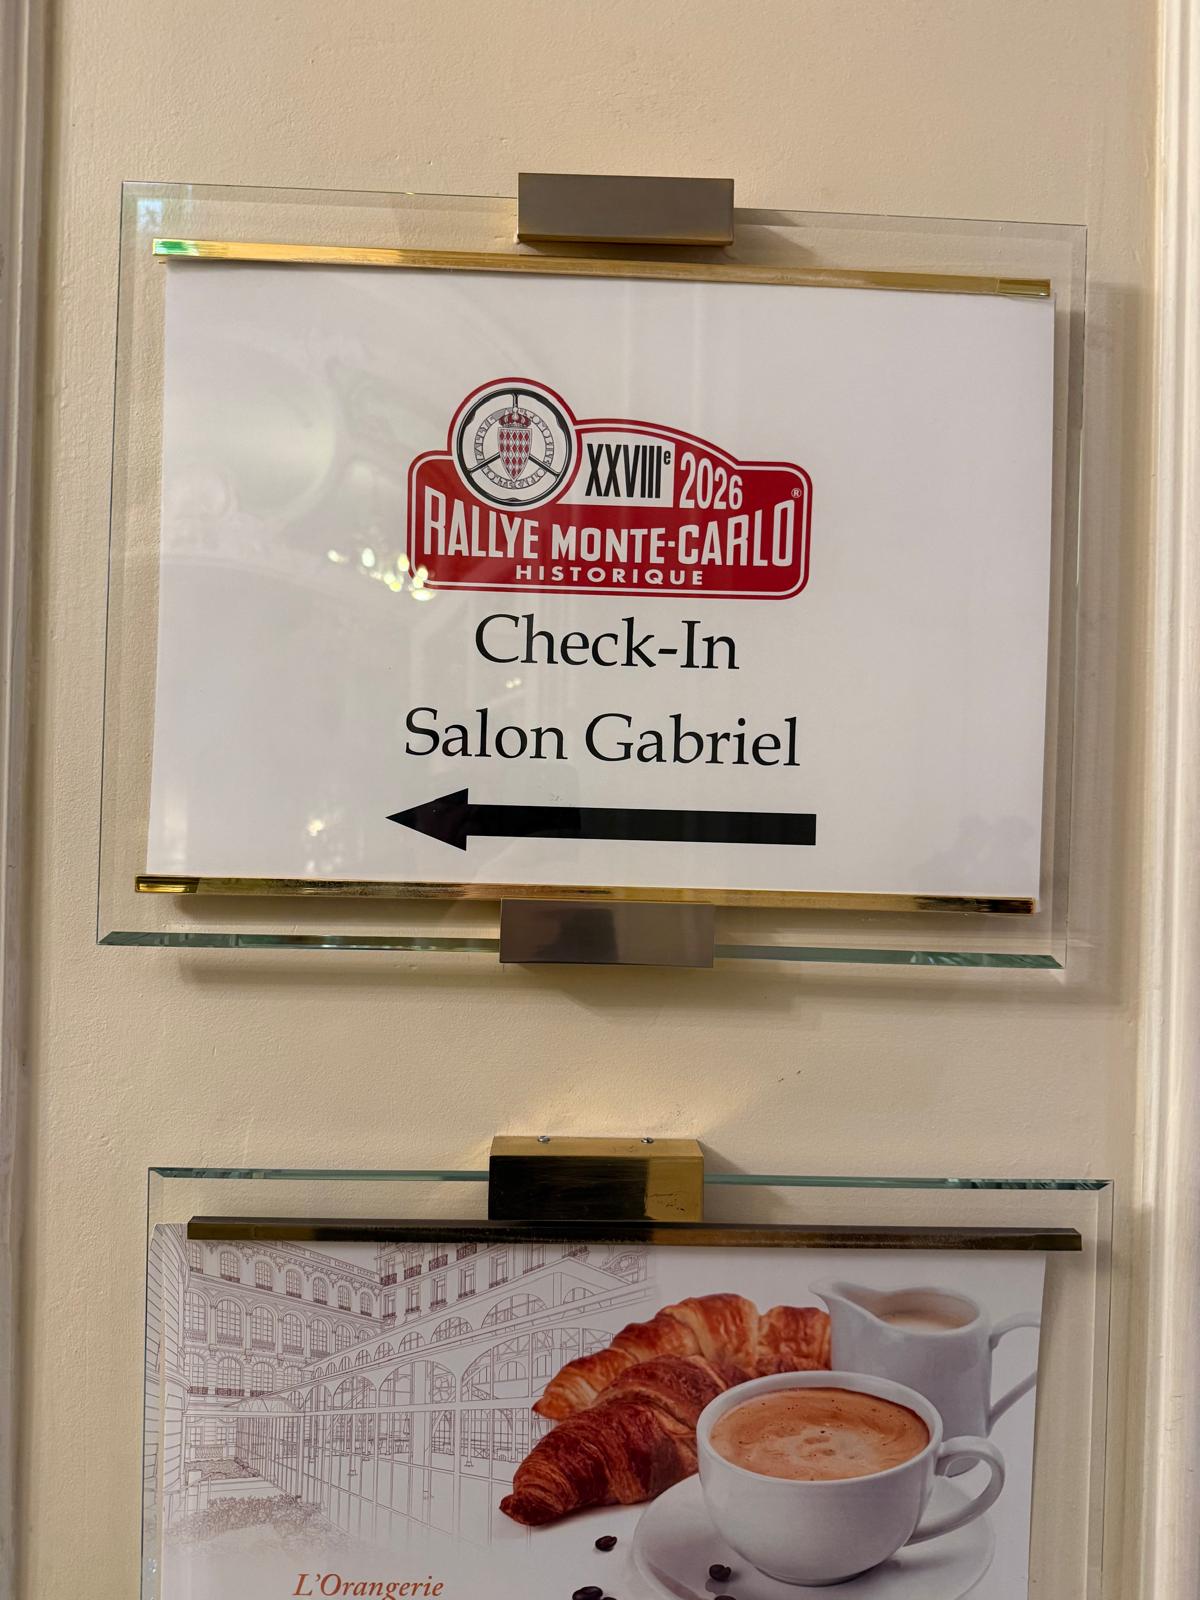 XXVIIIe 2026
RALLYE MONTE-CARLO®
HISTORIQUE
Check-In
Salon Gabriel
L'Orangerie